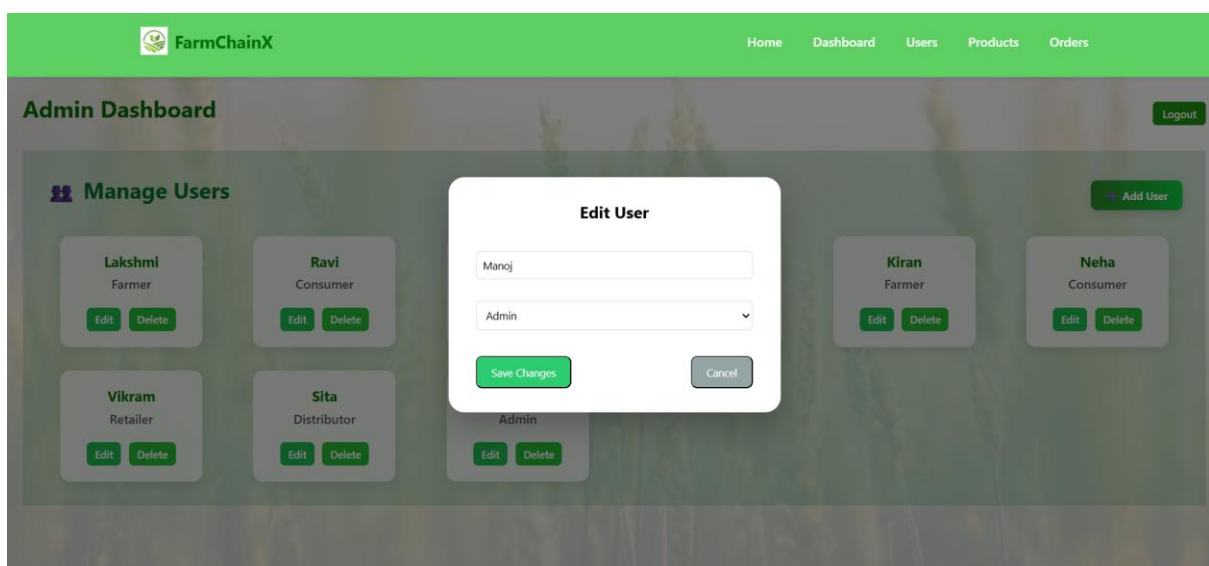 FarmChainX Home Dashboard Users Products Orders
Admin Dashboard
Logout
Manage Users
Add User
Edit User
Manoj
Admin
Save Changes Cancel
Lakshmi Ravi Kiran Neha
Farmer Consumer Farmer Consumer
Edit Delete Edit Delete Edit Delete Edit Delete
Vikram Sita
Retailer Distributor Admin
Edit Delete Edit Delete Edit Delete